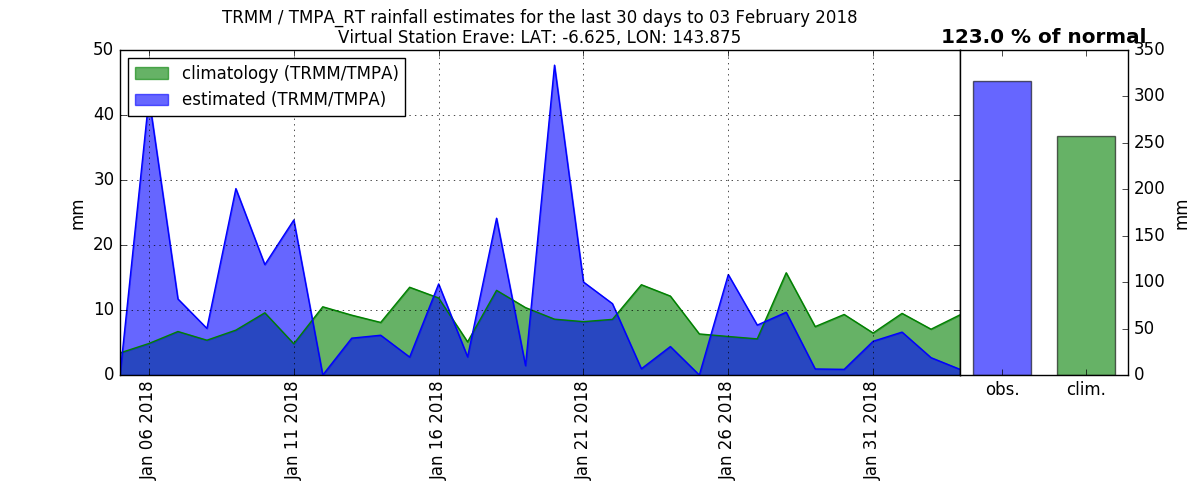 TRMM / TMPA_RT rainfall estimates for the last 30 days to 03 February 2018
Virtual Station Erave: LAT: -6.625, LON: 143.875
123.0 % of normal
climatology (TRMM/TMPA)
estimated (TRMM/TMPA)
50
40
30
20
10
0
mm
Jan 06 2018
Jan 11 2018
Jan 16 2018
Jan 21 2018
Jan 26 2018
Jan 31 2018
350
300
250
200
150
100
50
0
mm
obs.
clim.